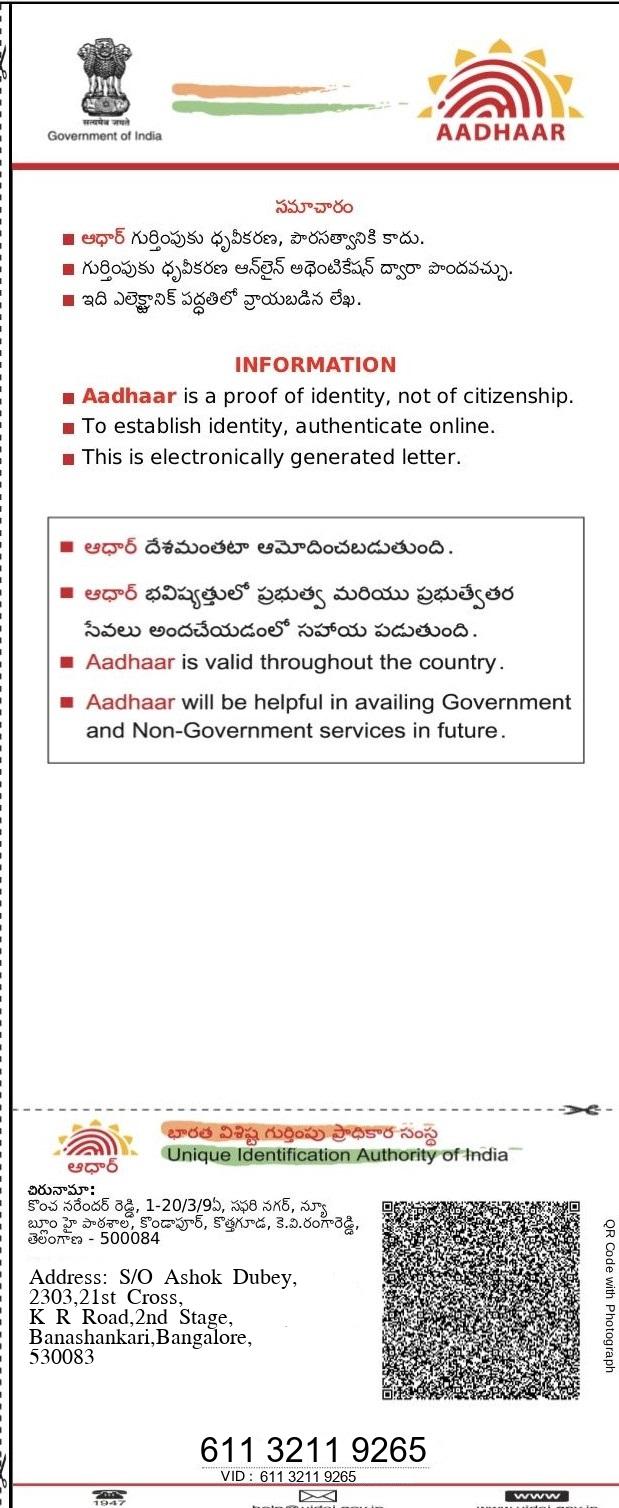 सत्यमेव जयते
Government of India
AADHAAR
సమాచారం
ఆధార్ గుర్తింపుకు ధృవీకరణ, పౌరసత్వానికి కాదు.
గుర్తింపుకు ధృవీకరణ ఆన్‌లైన్ అథెంటికేషన్ ద్వారా పొందవచ్చు.
ఇది ఎలెక్ట్రానిక్ పద్ధతిలో వ్రాయబడిన లేఖ.
INFORMATION
Aadhaar is a proof of identity, not of citizenship.
To establish identity, authenticate online.
This is electronically generated letter.
ఆధార్ దేశమంతటా ఆమోదించబడుతుంది.
ఆధార్ భవిష్యత్తులో ప్రభుత్వ మరియు ప్రభుత్వేతర
సేవలు అందచేయడంలో సహాయ పడుతుంది.
Aadhaar is valid throughout the country.
Aadhaar will be helpful in availing Government
and Non-Government services in future.
భారత విశిష్ట గుర్తింపు ప్రాధికార సంస్థ
Unique Identification Authority of India
ఆధార్
చిరునామా:
కొంచ నరేందర్ రెడ్డి, 1-20/3/9ఏ, సఫరి నగర్, న్యూ
బ్లూం హై పాఠశాల, కొండాపూర్, కొత్తగూడ, కె.వి.రంగారెడ్డి,
తెలంగాణ - 500084
Address: S/O Ashok Dubey,
2303,21st Cross,
K R Road,2nd Stage,
Banashankari,Bangalore,
530083
QR Code with Photograph
611 3211 9265
VID : 611 3211 9265
1947
www